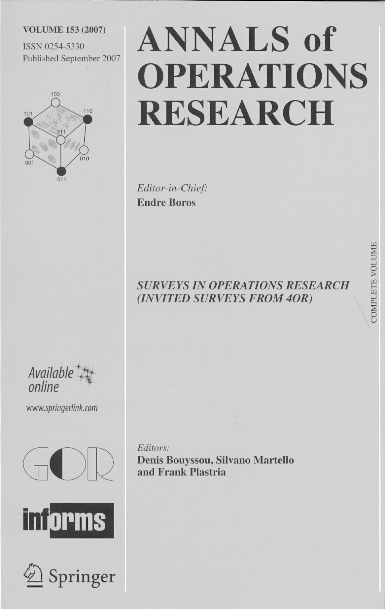 VOLUME 153 (2007)
ISSN 0254-5330
Published September 2007
100
101
110
111
001
010
011
ANNALS of
OPERATIONS
RESEARCH
Editor-in-Chief:
Endre Boros
SURVEYS IN OPERATIONS RESEARCH
(INVITED SURVEYS FROM 4OR)
COMPLETE VOLUME
Available
online
www.springerlink.com
Editors:
Denis Bouyssou, Silvano Martello
and Frank Plastria
GOR
informs
Springer